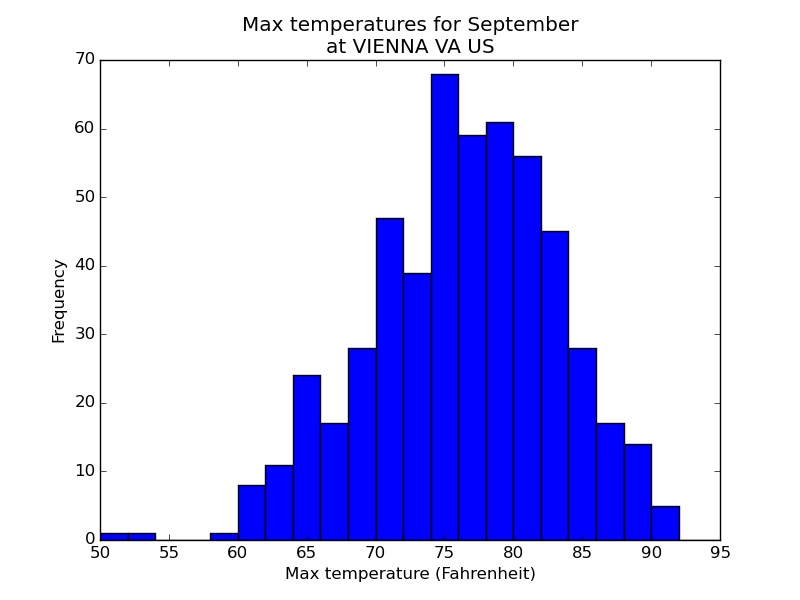 Max temperatures for September
at VIENNA VA US
70
60
50
40
30
20
10
0
Frequency
50 55 60 65 70 75 80 85 90 95
Max temperature (Fahrenheit)